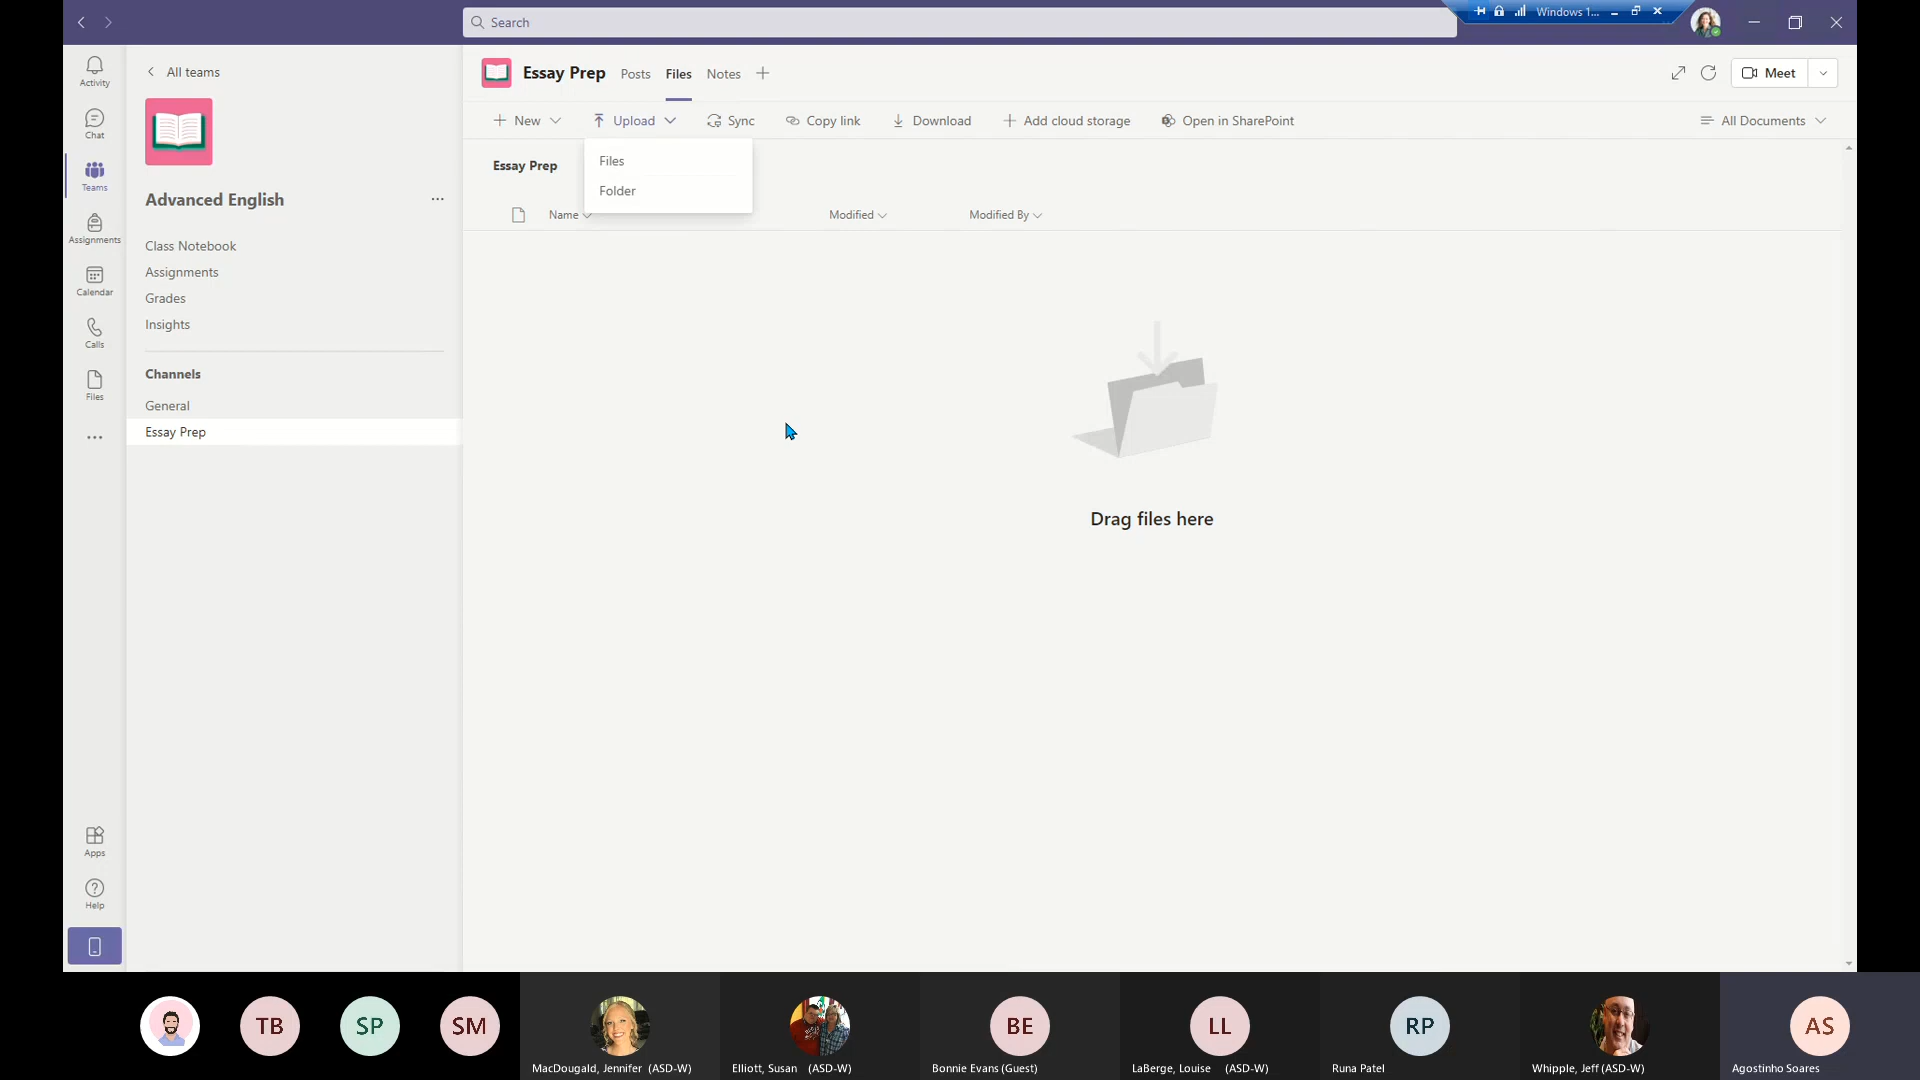 Search
Windows 1...
Activity
Chat
Teams
Assignments
Calendar
Calls
Files
Apps
Help
All teams
Advanced English
Class Notebook
Assignments
Grades
Insights
Channels
General
Essay Prep
Essay Prep Posts Files Notes
Meet
New Upload Sync Copy link Download Add cloud storage Open in SharePoint All Documents
Files
Folder
Essay Prep
Name Modified Modified By
Drag files here
TB
SP
SM
MacDougald, Jennifer (ASD-W)
Elliott, Susan (ASD-W)
BE
Bonnie Evans (Guest)
LL
LaBerge, Louise (ASD-W)
RP
Runa Patel
Whipple, Jeff (ASD-W)
AS
Agostinho Soares